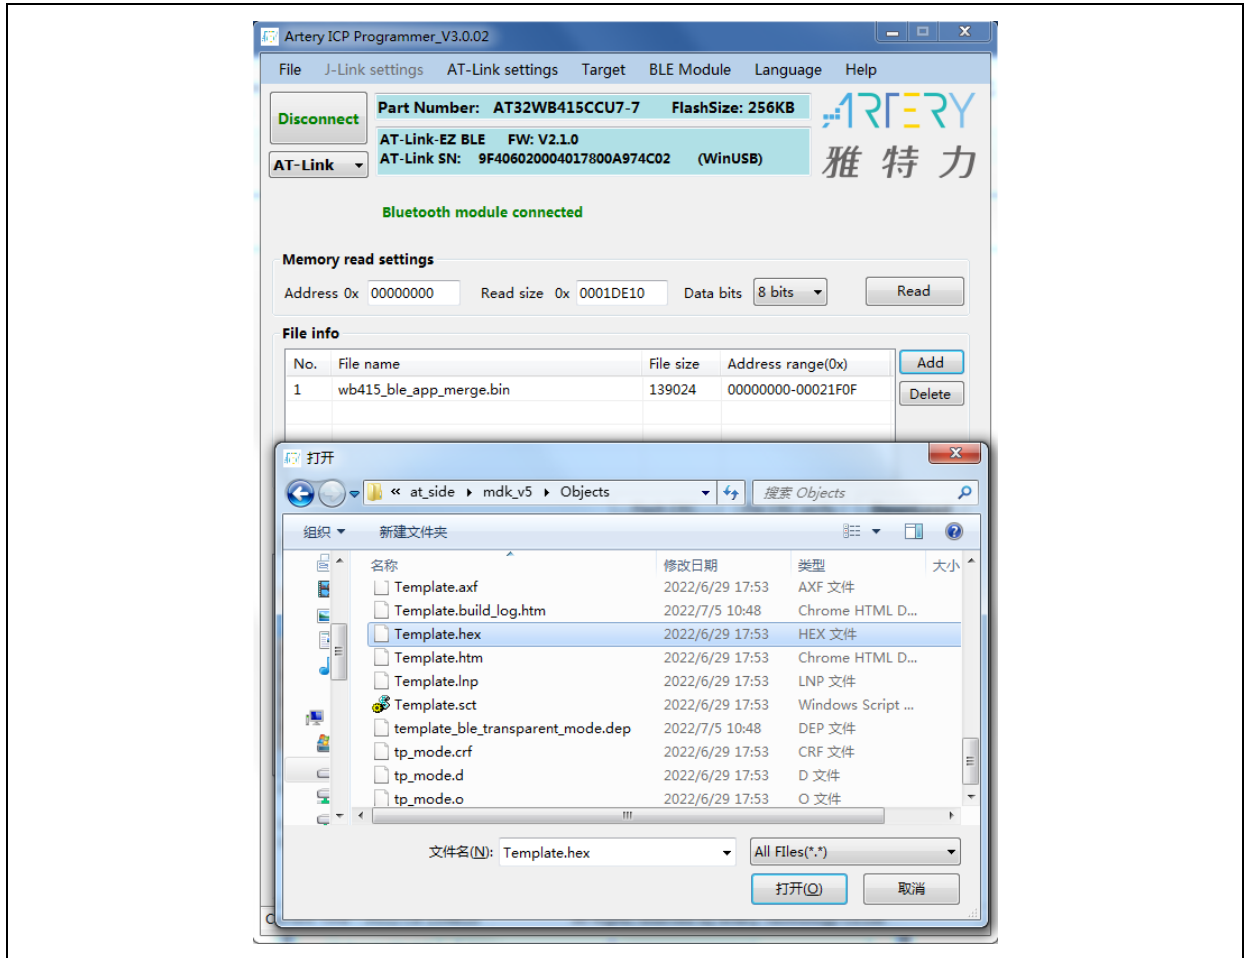 Artery ICP Programmer_V3.0.02
File J-Link settings AT-Link settings Target BLE Module Language Help
Disconnect
Part Number: AT32WB415CCU7-7 FlashSize: 256KB
ARTERY
AT-Link-EZ BLE FW: V2.1.0
AT-Link
AT-Link SN: 9F406020004017800A974C02 (WinUSB)
雅特力
Bluetooth module connected
Memory read settings
Address 0x 00000000 Read size 0x 0001DE10 Data bits 8 bits Read
File info
No. File name File size Address range(0x) Add
1 wb415_ble_app_merge.bin 139024 00000000-00021F0F Delete
打开
« at_side mdk_v5 Objects 搜索 Objects
组织 新建文件夹
名称 修改日期 类型 大小
Template.axf 2022/6/29 17:53 AXF 文件
Template.build_log.htm 2022/7/5 10:48 Chrome HTML D...
Template.hex 2022/6/29 17:53 HEX 文件
Template.htm 2022/6/29 17:53 Chrome HTML D...
Template.lnp 2022/6/29 17:53 LNP 文件
Template.sct 2022/6/29 17:53 Windows Script ...
template_ble_transparent_mode.dep 2022/7/5 10:48 DEP 文件
tp_mode.crf 2022/6/29 17:53 CRF 文件
tp_mode.d 2022/6/29 17:53 D 文件
tp_mode.o 2022/6/29 17:53 O 文件
文件名(N): Template.hex All FIles(*.*)
打开(O) 取消